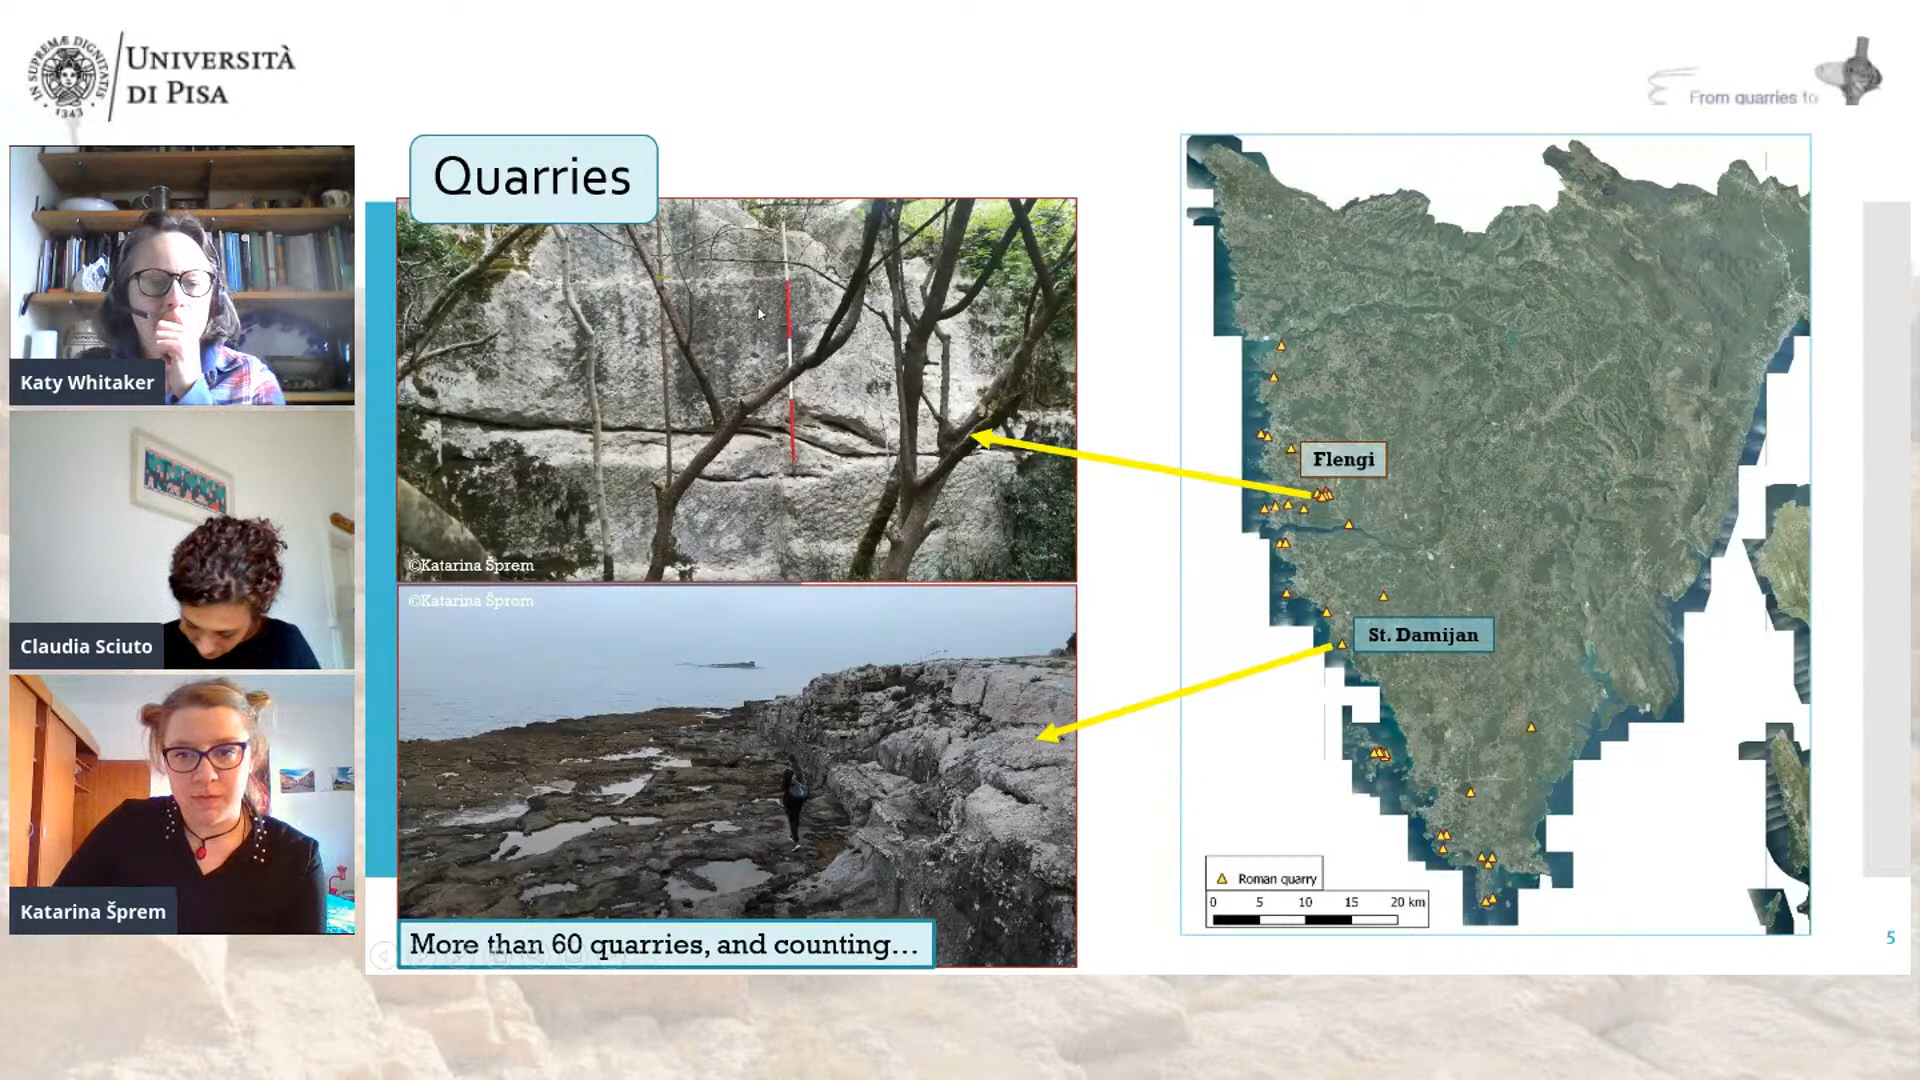 IN SUPREMÆ DIGNITATIS
1343
UNIVERSITÀ
DI PISA
From quarries to
Katy Whitaker
Claudia Sciuto
Katarina Šprem
Quarries
©Katarina Šprem
©Katarina Šprem
More than 60 quarries, and counting...
Flengi
St. Damijan
Roman quarry
0 5 10 15 20 km
5